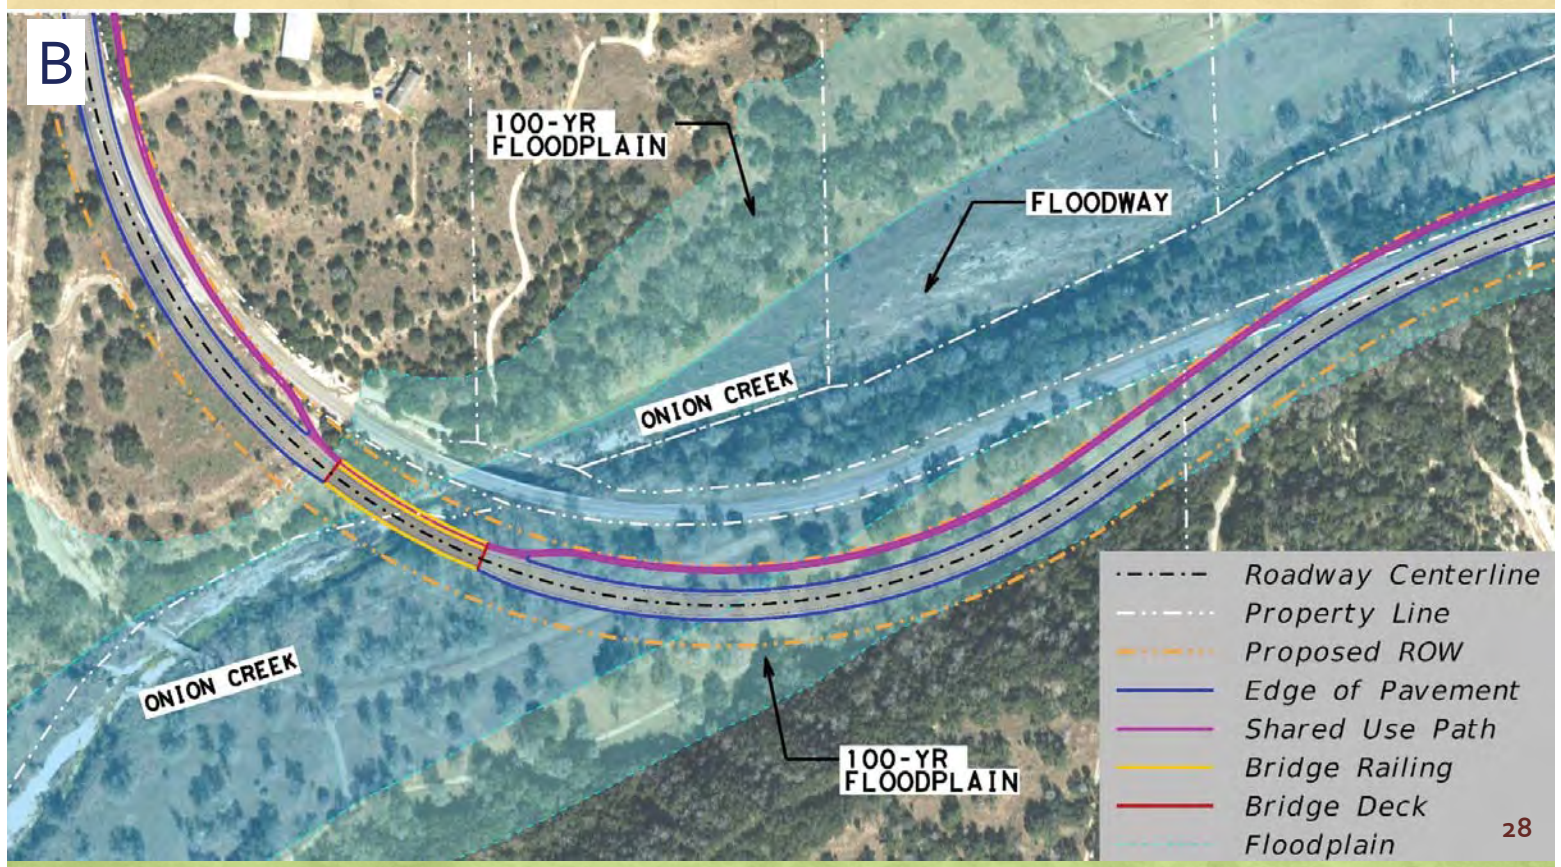 B
100-YR
FLOODPLAIN
FLOODWAY
ONION CREEK
ONION CREEK
100-YR
FLOODPLAIN
Roadway Centerline
Property Line
Proposed ROW
Edge of Pavement
Shared Use Path
Bridge Railing
Bridge Deck
Floodplain
28